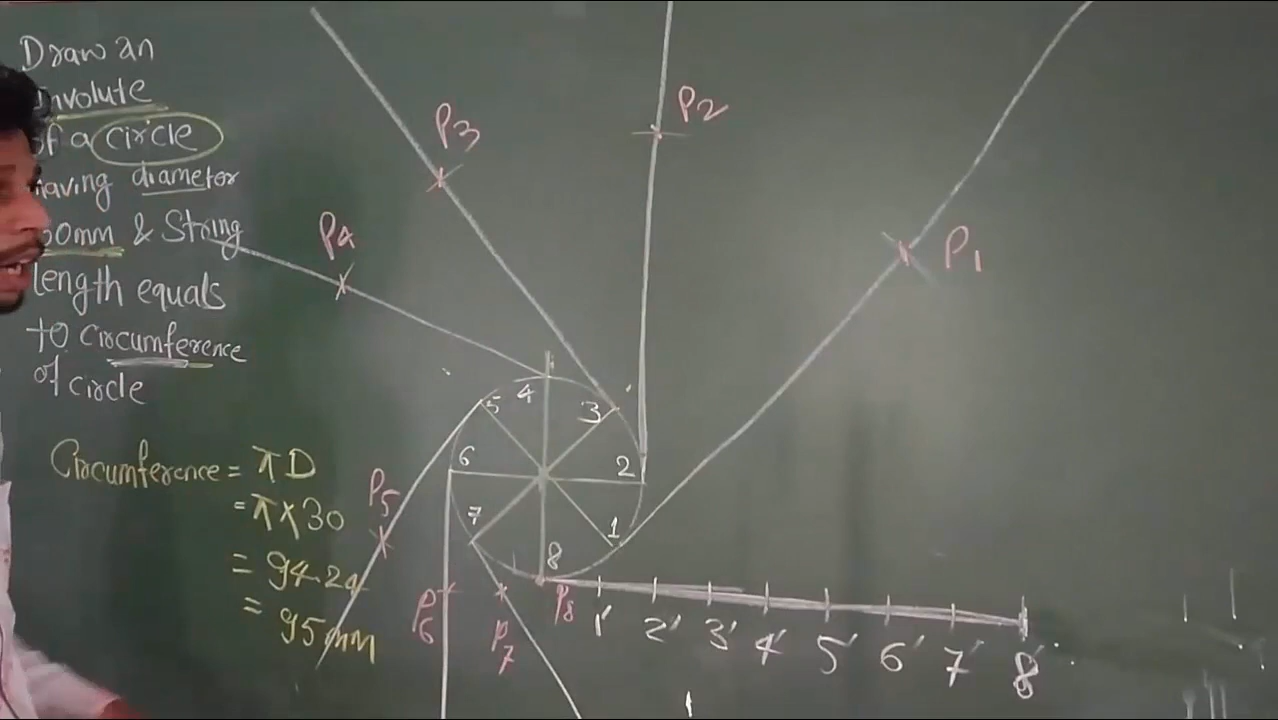 Draw an
involute
of a circle
having diameter
30mm & String
length equals
to Circumference
of circle
Circumference = πD
= π×30
= 94.24
= 95mm
P1
P2
P3
P4
P5
P6
P7
P8
1
2
3
4
5
6
7
8
1' 2' 3' 4' 5' 6' 7' 8'